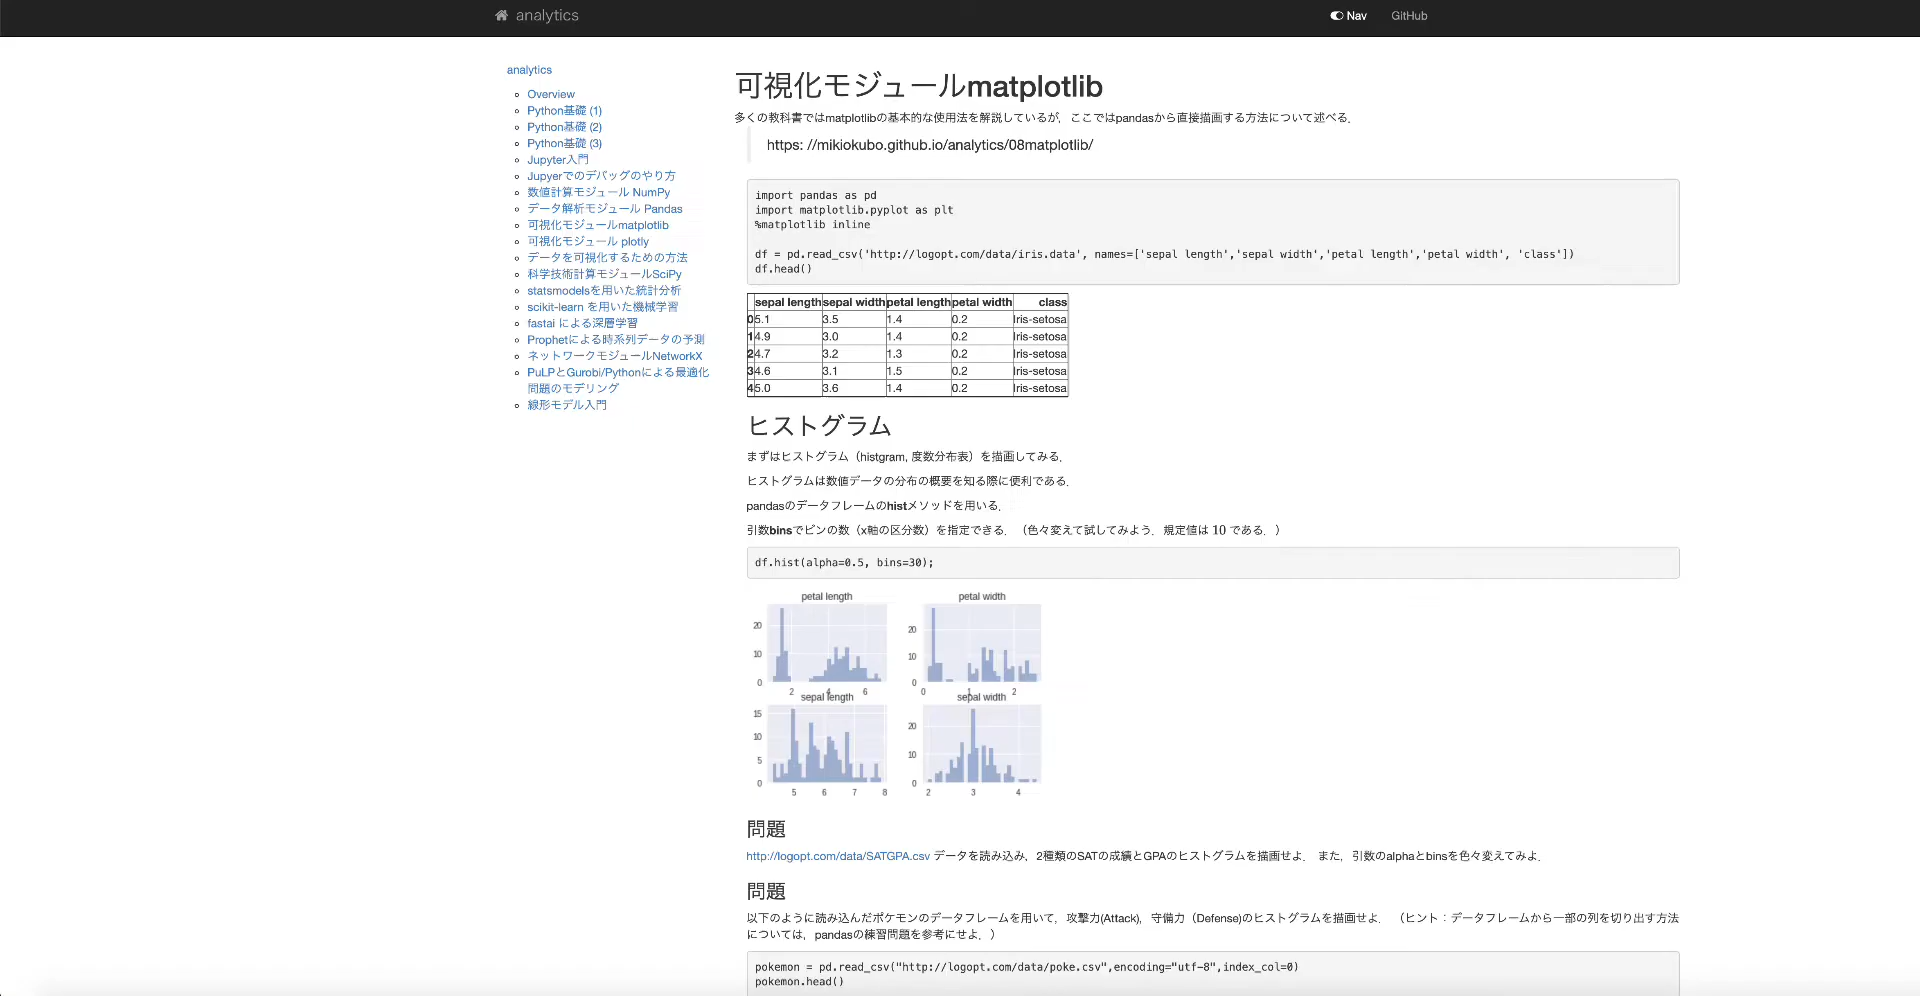 analytics
Nav
GitHub
analytics
Overview
Python基礎 (1)
Python基礎 (2)
Python基礎 (3)
Jupyter入門
Jupyerでのデバッグのやり方
数値計算モジュール NumPy
データ解析モジュール Pandas
可視化モジュールmatplotlib
可視化モジュール plotly
データを可視化するための方法
科学技術計算モジュールSciPy
statsmodelsを用いた統計分析
scikit-learn を用いた機械学習
fastai による深層学習
Prophetによる時系列データの予測
ネットワークモジュールNetworkX
PuLPとGurobi/Pythonによる最適化
問題のモデリング
線形モデル入門
可視化モジュールmatplotlib
多くの教科書ではmatplotlibの基本的な使用法を解説しているが，ここではpandasから直接描画する方法について述べる．
https: //mikiokubo.github.io/analytics/08matplotlib/
import pandas as pd
import matplotlib.pyplot as plt
%matplotlib inline
df = pd.read_csv('http://logopt.com/data/iris.data', names=['sepal length','sepal width','petal length','petal width', 'class'])
df.head()
sepal length sepal width petal length petal width class
0 5.1 3.5 1.4 0.2 Iris-setosa
1 4.9 3.0 1.4 0.2 Iris-setosa
2 4.7 3.2 1.3 0.2 Iris-setosa
3 4.6 3.1 1.5 0.2 Iris-setosa
4 5.0 3.6 1.4 0.2 Iris-setosa
ヒストグラム
まずはヒストグラム（histgram, 度数分布表）を描画してみる．
ヒストグラムは数値データの分布の概要を知る際に便利である．
pandasのデータフレームのhistメソッドを用いる．
引数binsでビンの数（x軸の区分数）を指定できる．（色々変えて試してみよう．規定値は 10 である．）
df.hist(alpha=0.5, bins=30);
petal length
20
10
0
2 4 6
petal width
20
10
0
0 1 2
sepal length
15
10
5
0
5 6 7 8
sepal width
20
10
0
2 3 4
問題
http://logopt.com/data/SATGPA.csv データを読み込み，2種類のSATの成績とGPAのヒストグラムを描画せよ． また，引数のalphaとbinsを色々変えてみよ．
問題
以下のように読み込んだポケモンのデータフレームを用いて，攻撃力(Attack)，守備力（Defense)のヒストグラムを描画せよ． （ヒント：データフレームから一部の列を切り出す方法
については，pandasの練習問題を参考にせよ．）
pokemon = pd.read_csv("http://logopt.com/data/poke.csv",encoding="utf-8",index_col=0)
pokemon.head()